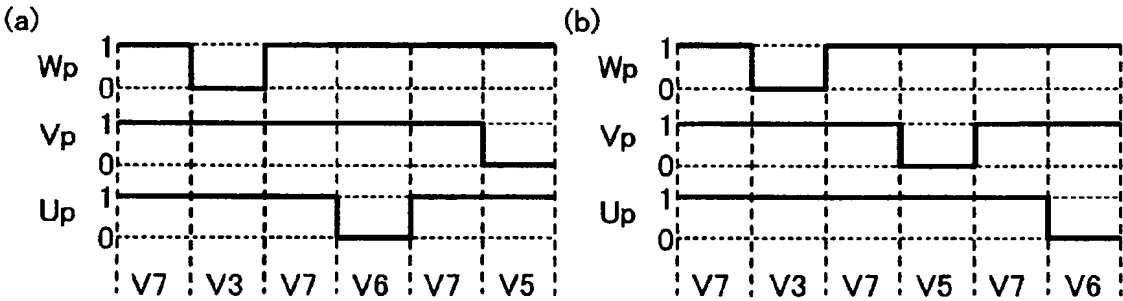 (a)
Wp 1 0
Vp 1 0
Up 1 0
V7 V3 V7 V6 V7 V5
(b)
Wp 1 0
Vp 1 0
Up 1 0
V7 V3 V7 V5 V7 V6